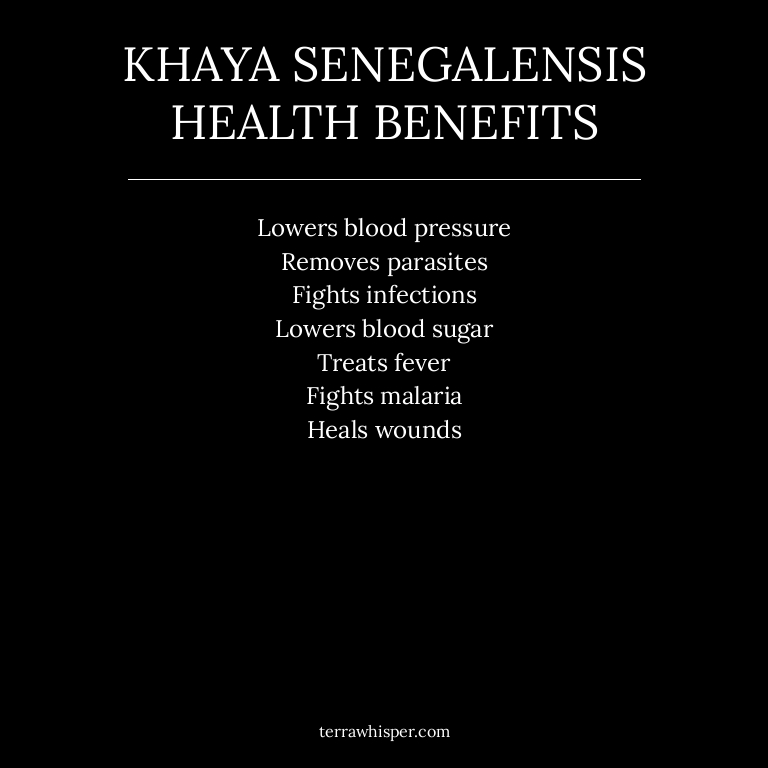 KHAYA SENEGALENSIS
HEALTH BENEFITS
Lowers blood pressure
Removes parasites
Fights infections
Lowers blood sugar
Treats fever
Fights malaria
Heals wounds
terrawhisper.com